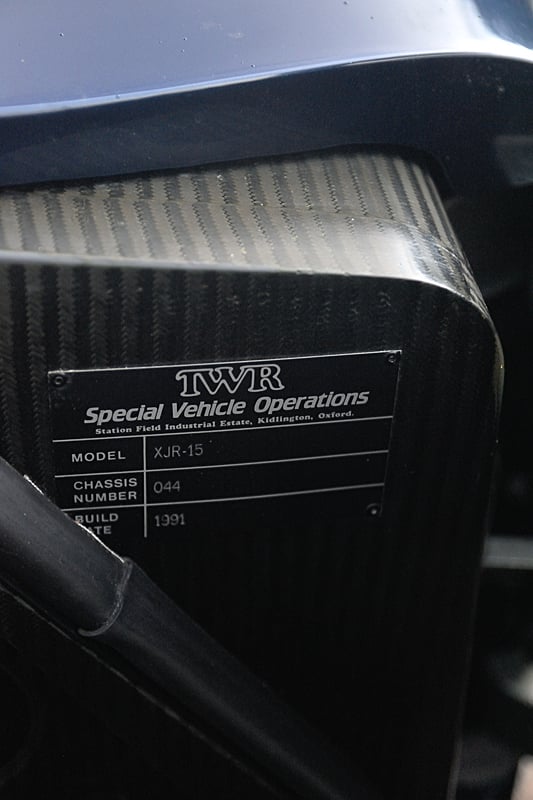 TWR
Special Vehicle Operations
Station Field Industrial Estate, Kidlington, Oxford.
MODEL XJR-15
CHASSIS
NUMBER 044
BUILD 1991